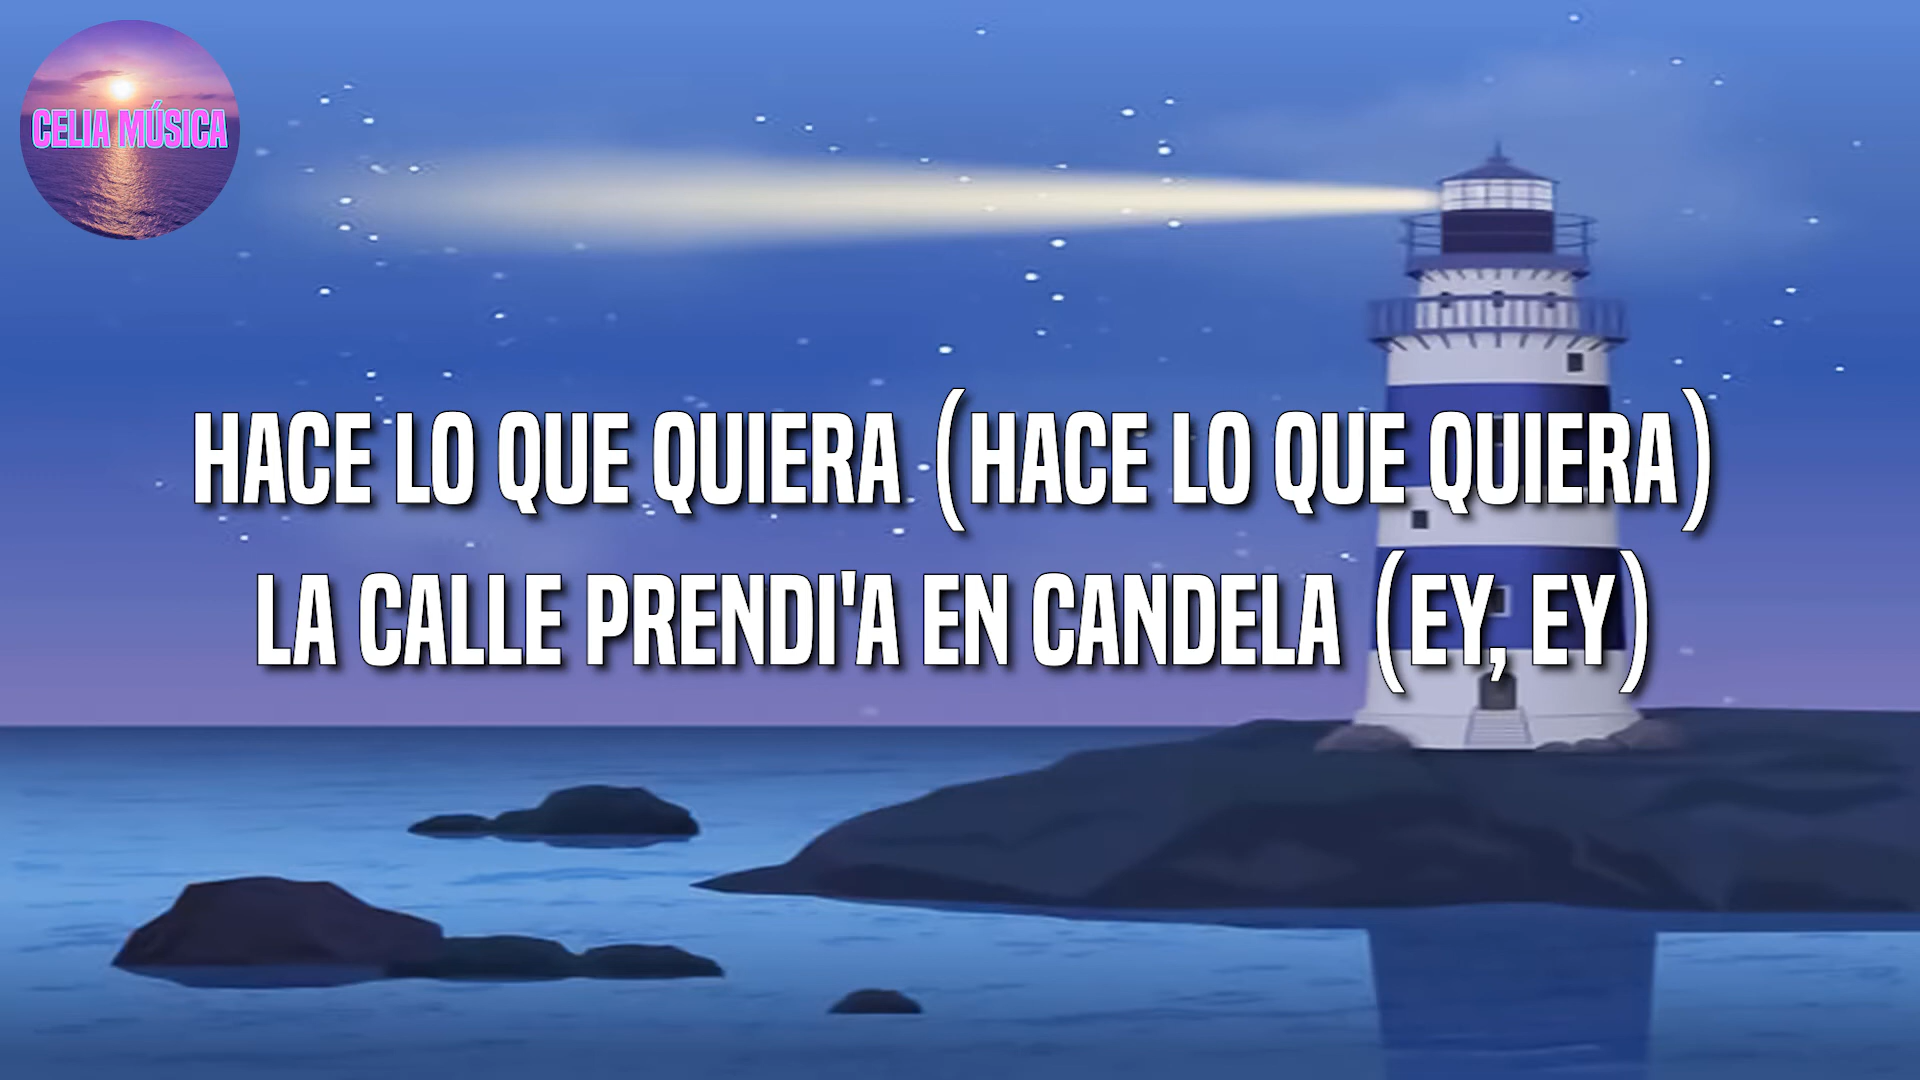 CELIA MÚSICA
HACE LO QUE QUIERA (HACE LO QUE QUIERA)
LA CALLE PRENDI'A EN CANDELA (EY, EY)